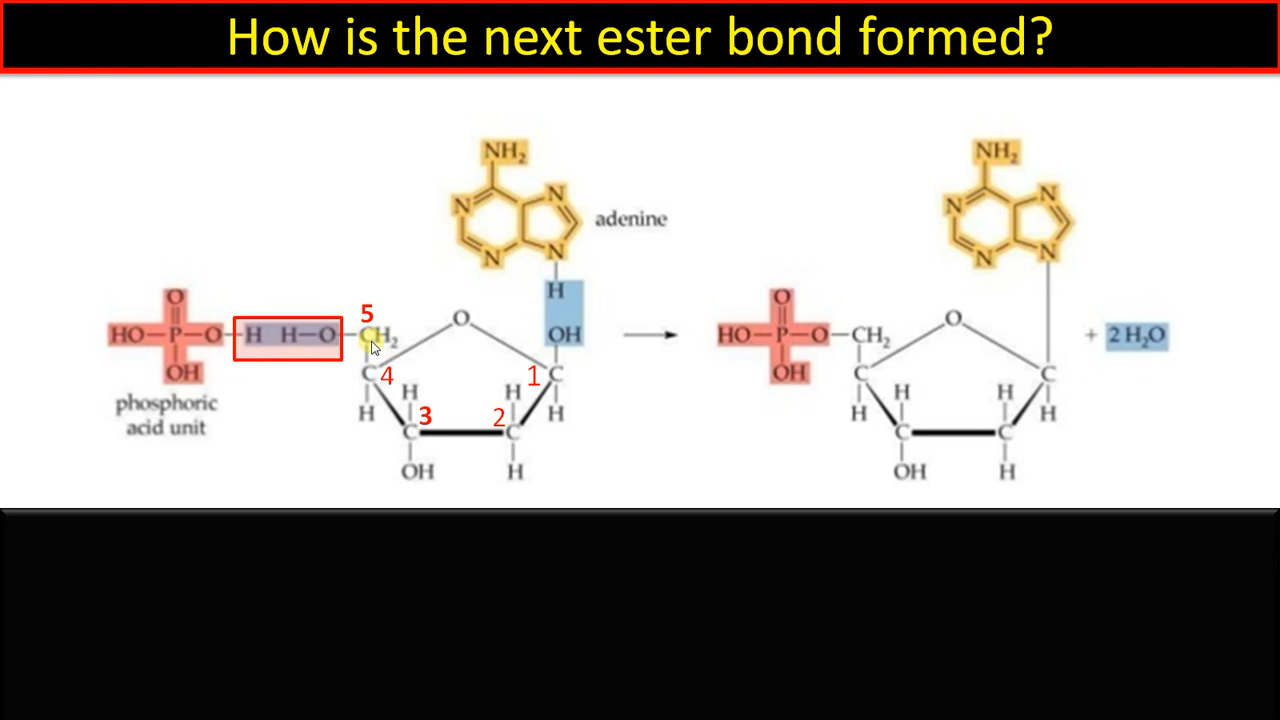 How is the next ester bond formed?
NH₂
N
N
N
N
adenine
H
OH
O
HO—P—O—H H—O—CH₂
OH
phosphoric
acid unit
5
O
C 4
1 C
H
H
3
H
2
H
C
C
OH
H
NH₂
N
N
N
N
O
HO—P—O—CH₂
OH
O
C
C
H
H
H
H
C
C
OH
H
+ 2 H₂O